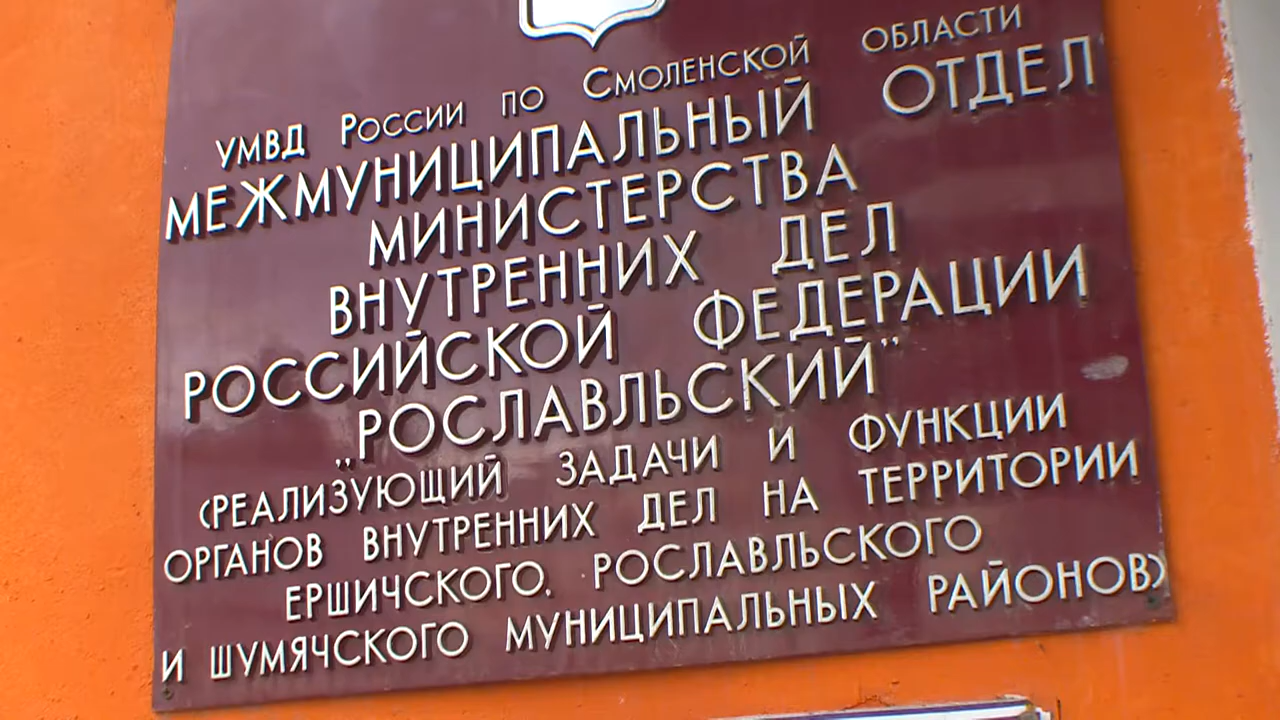 УМВД России по Смоленской области
МЕЖМУНИЦИПАЛЬНЫЙ ОТДЕЛ
МИНИСТЕРСТВА
ВНУТРЕННИХ ДЕЛ
РОССИЙСКОЙ ФЕДЕРАЦИИ
„РОСЛАВЛЬСКИЙ”
(РЕАЛИЗУЮЩИЙ ЗАДАЧИ И ФУНКЦИИ
ОРГАНОВ ВНУТРЕННИХ ДЕЛ НА ТЕРРИТОРИИ
ЕРШИЧСКОГО, РОСЛАВЛЬСКОГО
И ШУМЯЧСКОГО МУНИЦИПАЛЬНЫХ РАЙОНОВ)